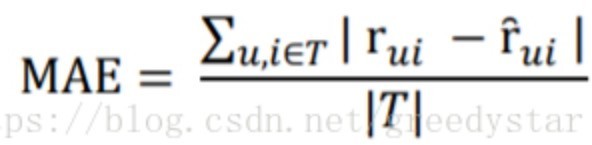 MAE = ∑u,i∈T | rui − r̂ui | / |T|
ps://blog.csdn.net/greedystar